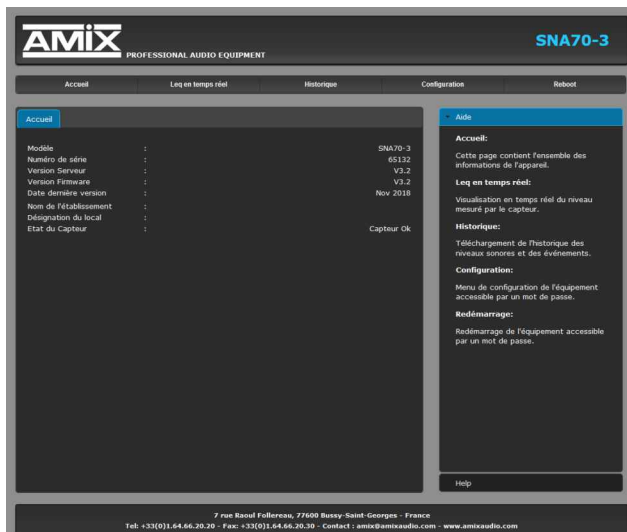 AMIX
PROFESSIONAL AUDIO EQUIPMENT
SNA70-3
Accueil Leq en temps réel Historique Configuration Reboot
Accueil
Modèle : SNA70-3
Numéro de série : 65132
Version Serveur : V3.2
Version Firmware : V3.2
Date dernière version : Nov 2018
Nom de l'établissement :
Désignation du local :
Etat du Capteur : Capteur Ok
Aide
Accueil:
Cette page contient l'ensemble des
informations de l'appareil.
Leq en temps réel:
Visualisation en temps réel du niveau
mesuré par le capteur.
Historique:
Téléchargement de l'historique des
niveaux sonores et des événements.
Configuration:
Menu de configuration de l'équipement
accessible par un mot de passe.
Redémarrage:
Redémarrage de l'équipement accessible
par un mot de passe.
Help
7 rue Raoul Follereau, 77600 Bussy-Saint-Georges - France
Tel: +33(0)1.64.66.20.20 - Fax: +33(0)1.64.66.20.30 - Contact : amix@amixaudio.com - www.amixaudio.com